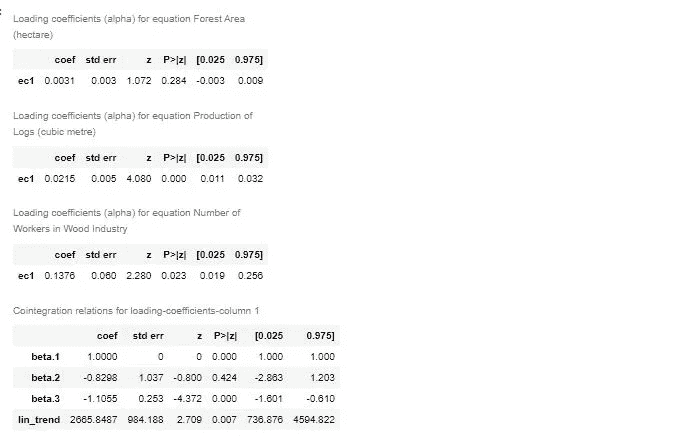 Loading coefficients (alpha) for equation Forest Area
(hectare)
coef std err z P>|z| [0.025 0.975]
ec1 0.0031 0.003 1.072 0.284 -0.003 0.009
Loading coefficients (alpha) for equation Production of
Logs (cubic metre)
coef std err z P>|z| [0.025 0.975]
ec1 0.0215 0.005 4.080 0.000 0.011 0.032
Loading coefficients (alpha) for equation Number of
Workers in Wood Industry
coef std err z P>|z| [0.025 0.975]
ec1 0.1376 0.060 2.280 0.023 0.019 0.256
Cointegration relations for loading-coefficients-column 1
coef std err z P>|z| [0.025 0.975]
beta.1 1.0000 0 0 0.000 1.000 1.000
beta.2 -0.8298 1.037 -0.800 0.424 -2.863 1.203
beta.3 -1.1055 0.253 -4.372 0.000 -1.601 -0.610
lin_trend 2665.8487 984.188 2.709 0.007 736.876 4594.822